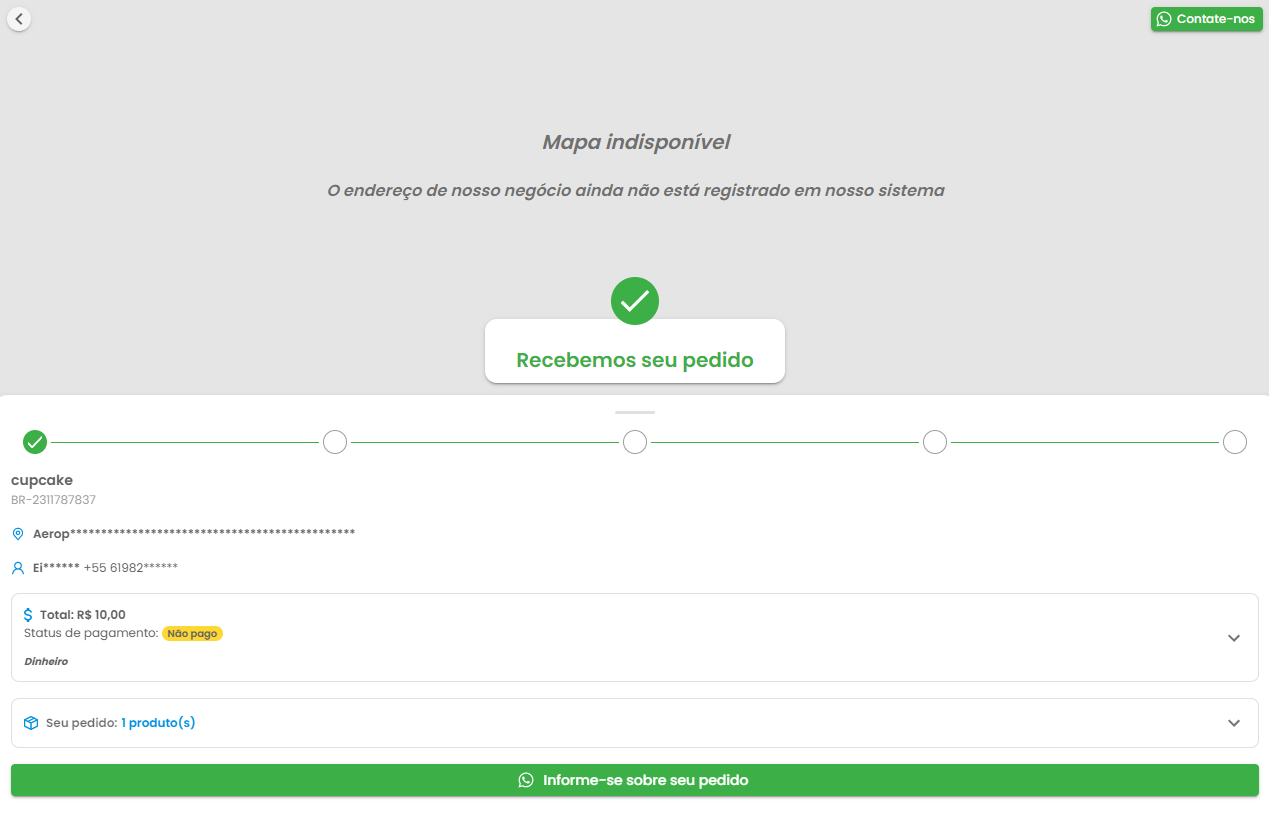 Contate-nos
Mapa indisponível
O endereço de nosso negócio ainda não está registrado em nosso sistema
Recebemos seu pedido
cupcake
BR-2311787837
Aerop**********************************************
Ei****** +55 61982******
Total: R$ 10,00
Status de pagamento: Não pago
Dinheiro
Seu pedido: 1 produto(s)
Informe-se sobre seu pedido